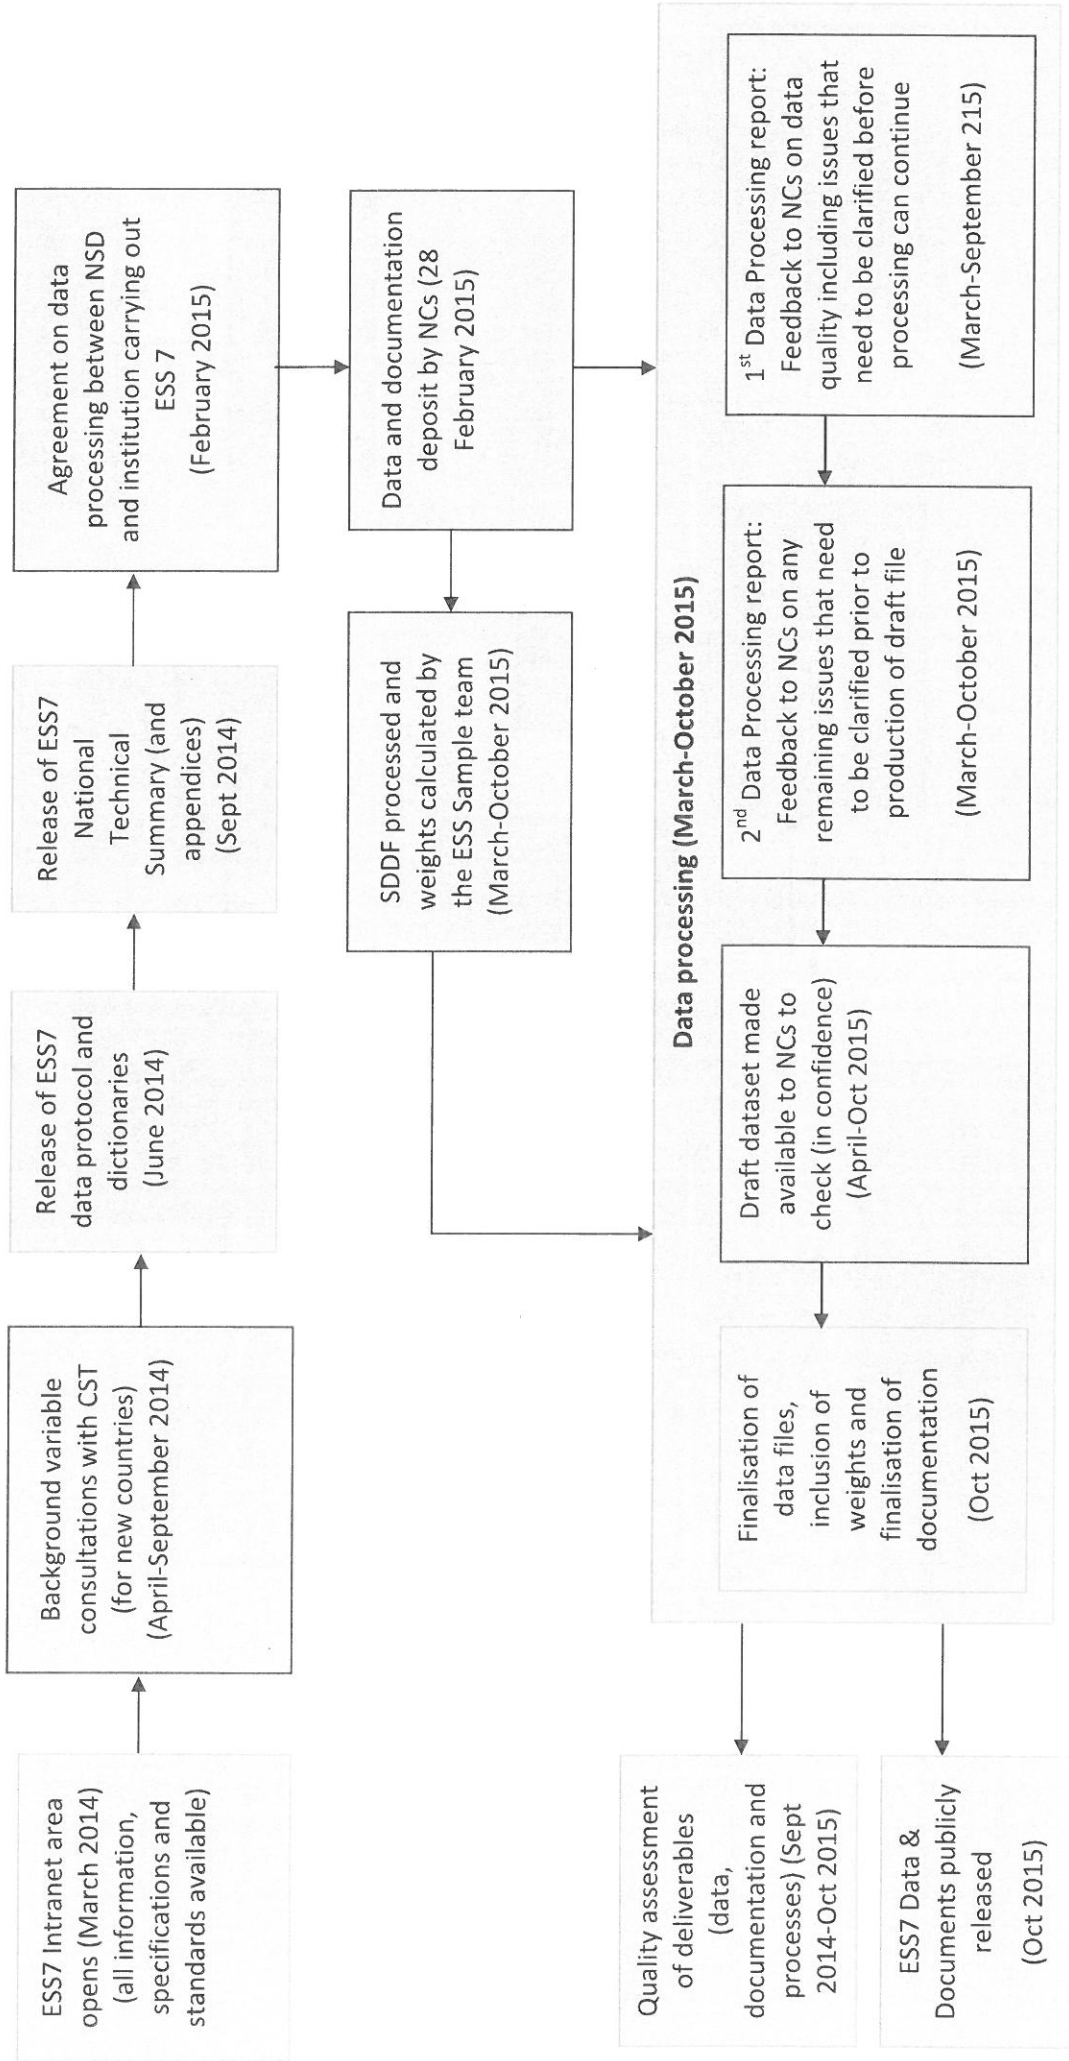 ESS7 Intranet area
opens (March 2014)
(all information,
specifications and
standards available)
Background variable
consultations with CST
(for new countries)
(April-September 2014)
Release of ESS7
data protocol and
dictionaries
(June 2014)
Release of ESS7
National
Technical
Summary (and
appendices)
(Sept 2014)
Agreement on data
processing between NSD
and institution carrying out
ESS 7
(February 2015)
Data and documentation
deposit by NCs (28
February 2015)
SDDF processed and
weights calculated by
the ESS Sample team
(March-October 2015)
Data processing (March-October 2015)
1st Data Processing report:
Feedback to NCs on data
quality including issues that
need to be clarified before
processing can continue
(March-September 215)
2nd Data Processing report:
Feedback to NCs on any
remaining issues that need
to be clarified prior to
production of draft file
(March-October 2015)
Draft dataset made
available to NCs to
check (in confidence)
(April-Oct 2015)
Finalisation of
data files,
inclusion of
weights and
finalisation of
documentation
(Oct 2015)
Quality assessment
of deliverables
(data,
documentation and
processes) (Sept
2014-Oct 2015)
ESS7 Data &
Documents publicly
released
(Oct 2015)